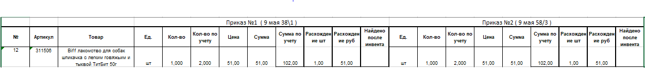 Приказ №1 ( 9 мая 38\1 )
Приказ №2 ( 9 мая 58/3 )
№ Артикул Товар Ед. Кол-во Кол-во по учету Цена Сумма Сумма по учету Расхождение шт Расхождение руб Найдено после инвента Ед. Кол-во Кол-во по учету Цена Сумма Сумма по учету Расхождение шт Расхождение руб Найдено после инвента
12 311506 Biff лакомство для собак шпикачка с легким говяжьим и тыквой ТитБит 50г шт 1,000 2,000 51,00 51,00 102,00 1,00 51,00 шт 1,000 2,000 51,00 51,00 102,00 1,00 51,00